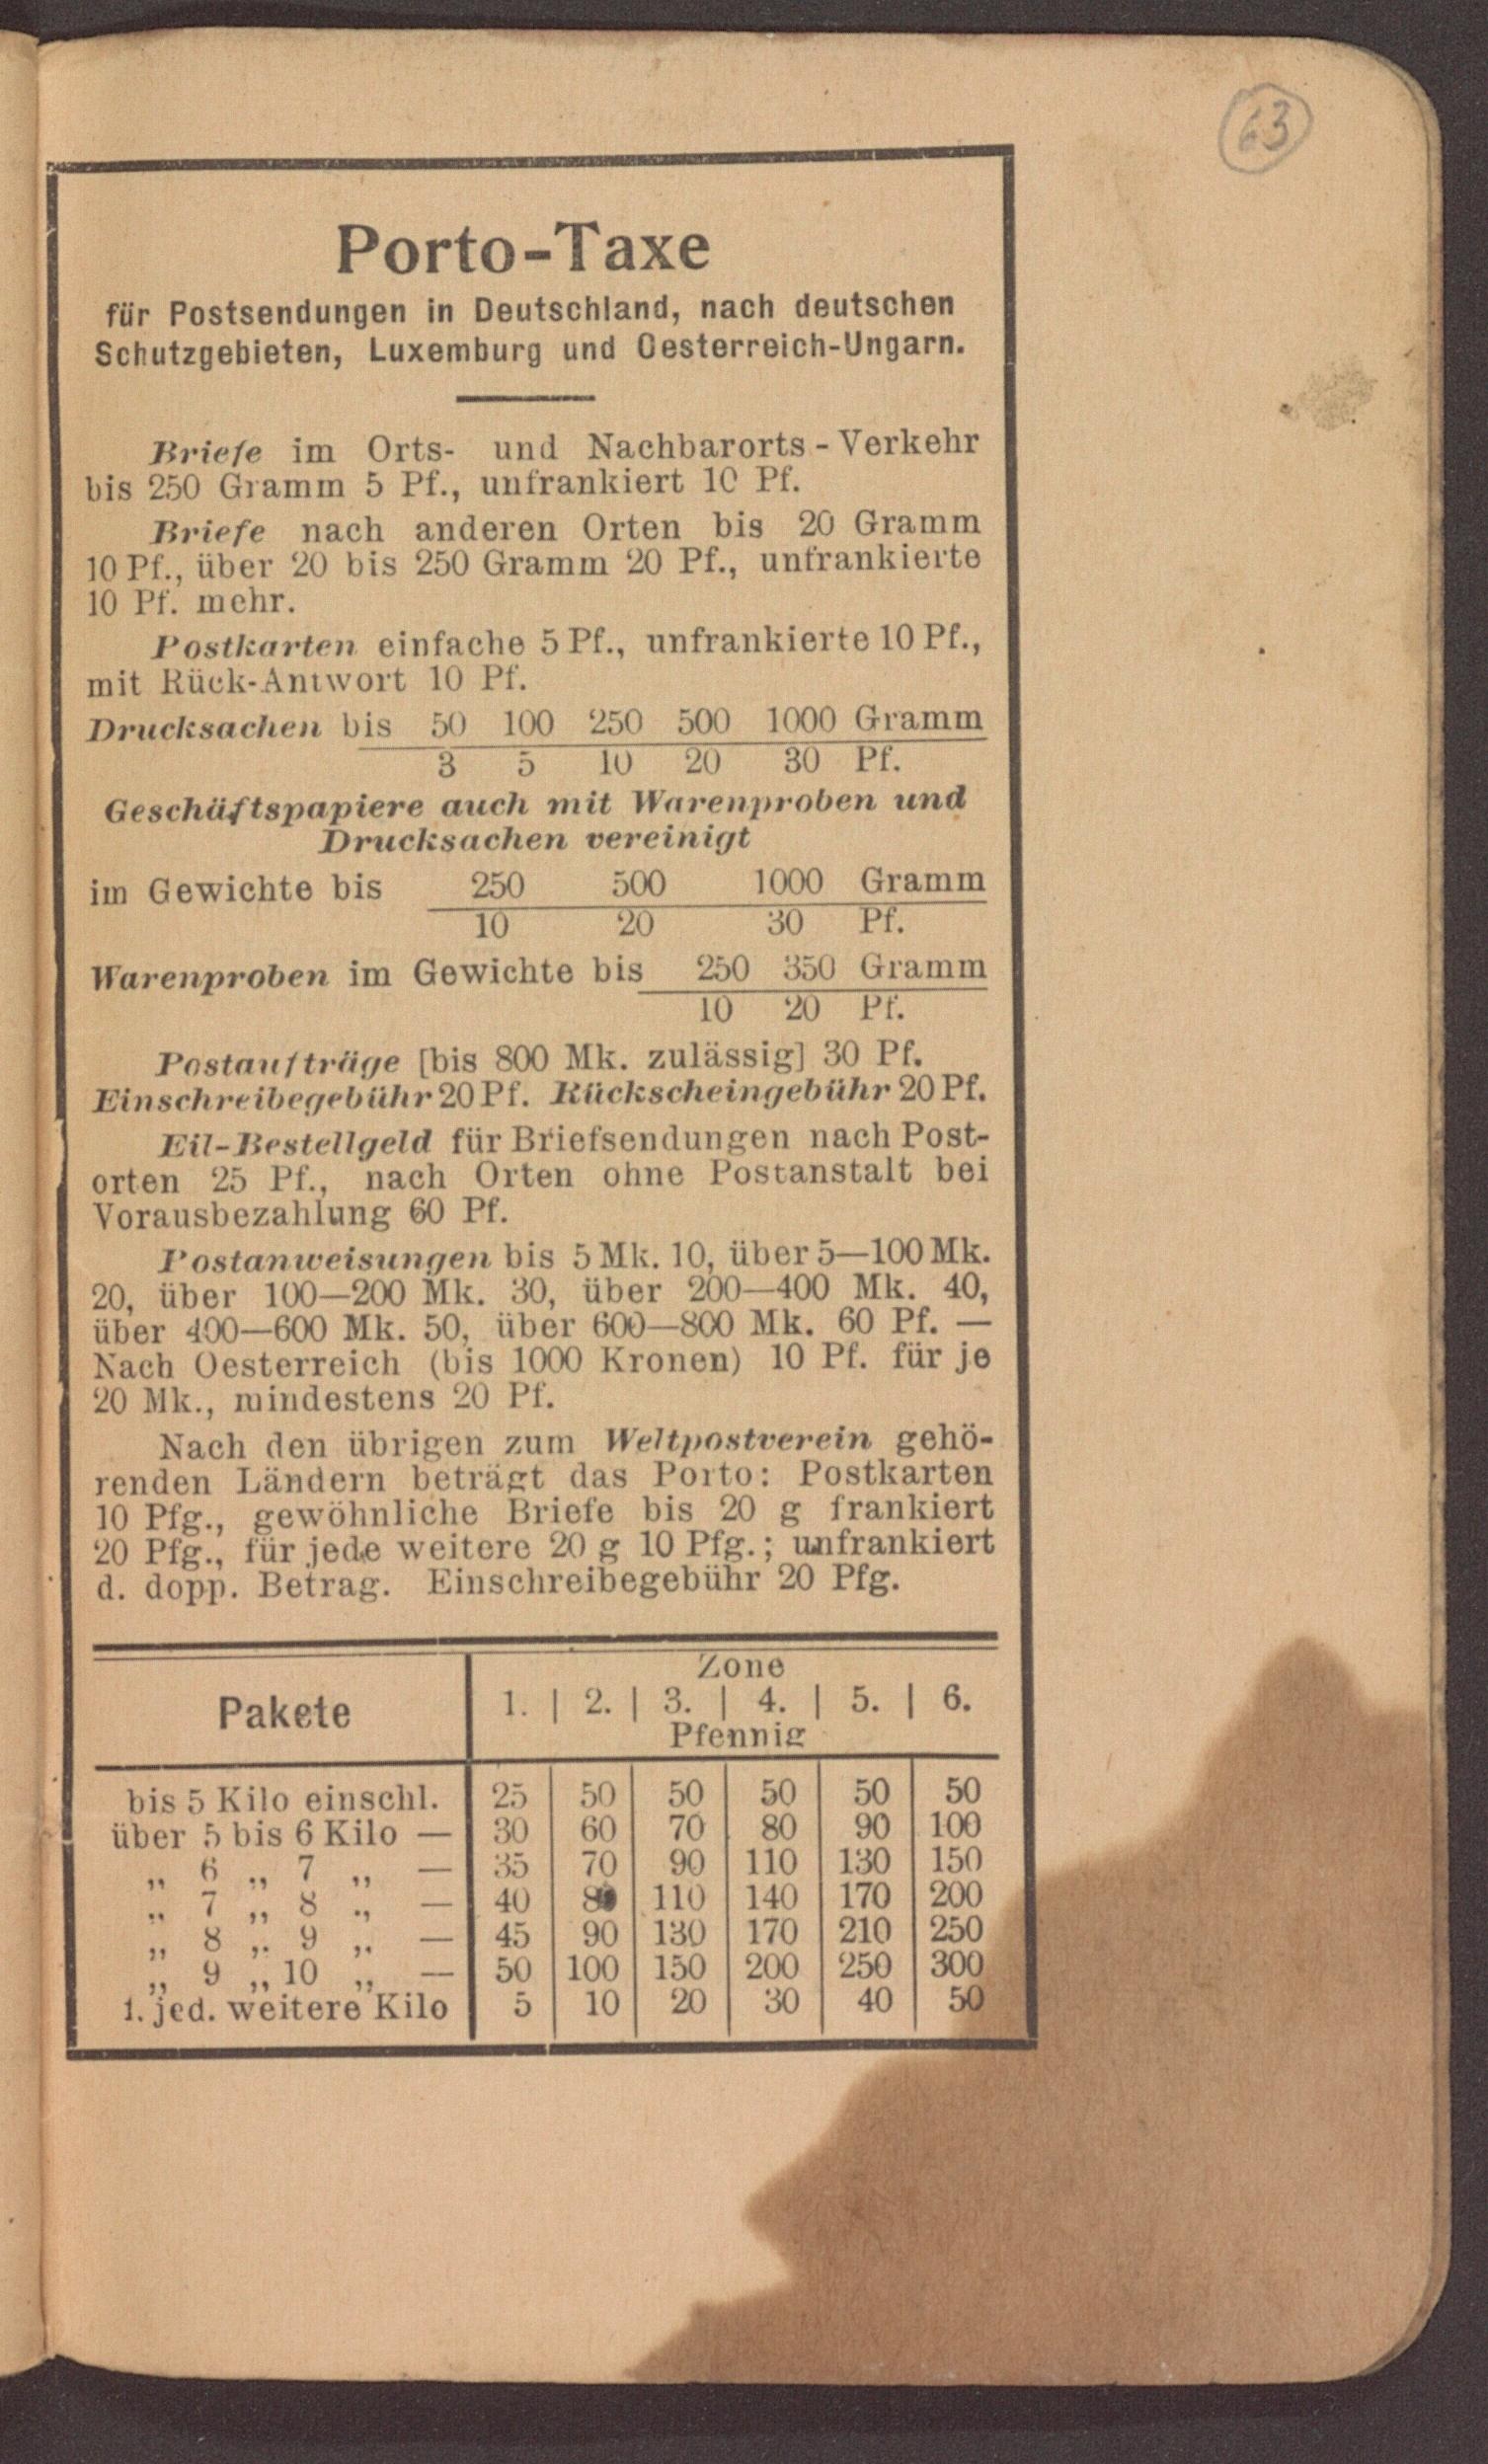 63
Porto-Taxe
für Postsendungen in Deutschland, nach deutschen
Schutzgebieten, Luxemburg und Oesterreich-Ungarn.
Briefe im Orts- und Nachbarorts-Verkehr
bis 250 Gramm 5 Pf., unfrankiert 10 Pf.
Briefe nach anderen Orten bis 20 Gramm
10 Pf., über 20 bis 250 Gramm 20 Pf., unfrankierte
10 Pf. mehr.
Postkarten einfache 5 Pf., unfrankierte 10 Pf.,
mit Rück-Antwort 10 Pf.
Drucksachen bis 50 100 250 500 1000 Gramm
3 5 10 20 30 Pf.
Geschäftspapiere auch mit Warenproben und
Drucksachen vereinigt
im Gewichte bis 250 500 1000 Gramm
10 20 30 Pf.
Warenproben im Gewichte bis 250 350 Gramm
10 20 Pf.
Postaufträge [bis 800 Mk. zulässig] 30 Pf.
Einschreibegebühr 20 Pf. Rückscheingebühr 20 Pf.
Eil-Bestellgeld für Briefsendungen nach Post-
orten 25 Pf., nach Orten ohne Postanstalt bei
Vorausbezahlung 60 Pf.
Postanweisungen bis 5 Mk. 10, über 5—100 Mk.
20, über 100—200 Mk. 30, über 200—400 Mk. 40,
über 400—600 Mk. 50, über 600—800 Mk. 60 Pf. —
Nach Oesterreich (bis 1000 Kronen) 10 Pf. für je
20 Mk., mindestens 20 Pf.
Nach den übrigen zum Weltpostverein gehö-
renden Ländern beträgt das Porto: Postkarten
10 Pfg., gewöhnliche Briefe bis 20 g frankiert
20 Pfg., für jede weitere 20 g 10 Pfg.; unfrankiert
d. dopp. Betrag. Einschreibegebühr 20 Pfg.
Zone
Pakete 1. | 2. | 3. | 4. | 5. | 6.
Pfennig
bis 5 Kilo einschl. 25 50 50 50 50 50
über 5 bis 6 Kilo — 30 60 70 80 90 100
„ 6 „ 7 „ — 35 70 90 110 130 150
„ 7 „ 8 „ — 40 80 110 140 170 200
„ 8 „ 9 „ — 45 90 130 170 210 250
„ 9 „ 10 „ — 50 100 150 200 250 300
f. jed. weitere Kilo 5 10 20 30 40 50